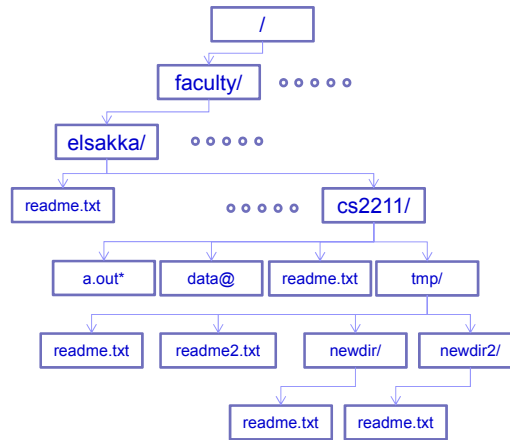 /
faculty/
elsakka/
readme.txt
cs2211/
a.out*
data@
readme.txt
tmp/
readme.txt
readme2.txt
newdir/
newdir2/
readme.txt
readme.txt